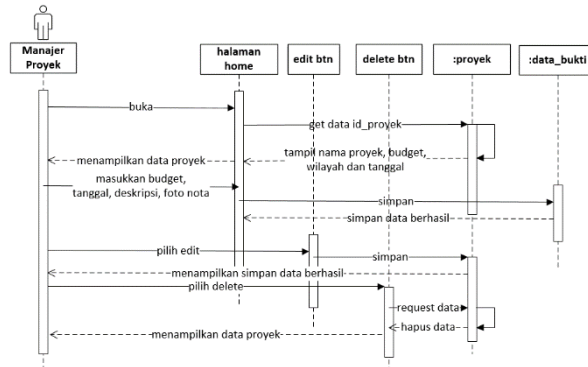 Manajer
Proyek
halaman
home
edit btn
delete btn
:proyek
:data_bukti
buka
get data id_proyek
tampil nama proyek, budget,
wilayah dan tanggal
menampilkan data proyek
masukkan budget,
tanggal, deskripsi, foto nota
simpan
simpan data berhasil
pilih edit
simpan
menampilkan simpan data berhasil
pilih delete
request data
hapus data
menampilkan data proyek